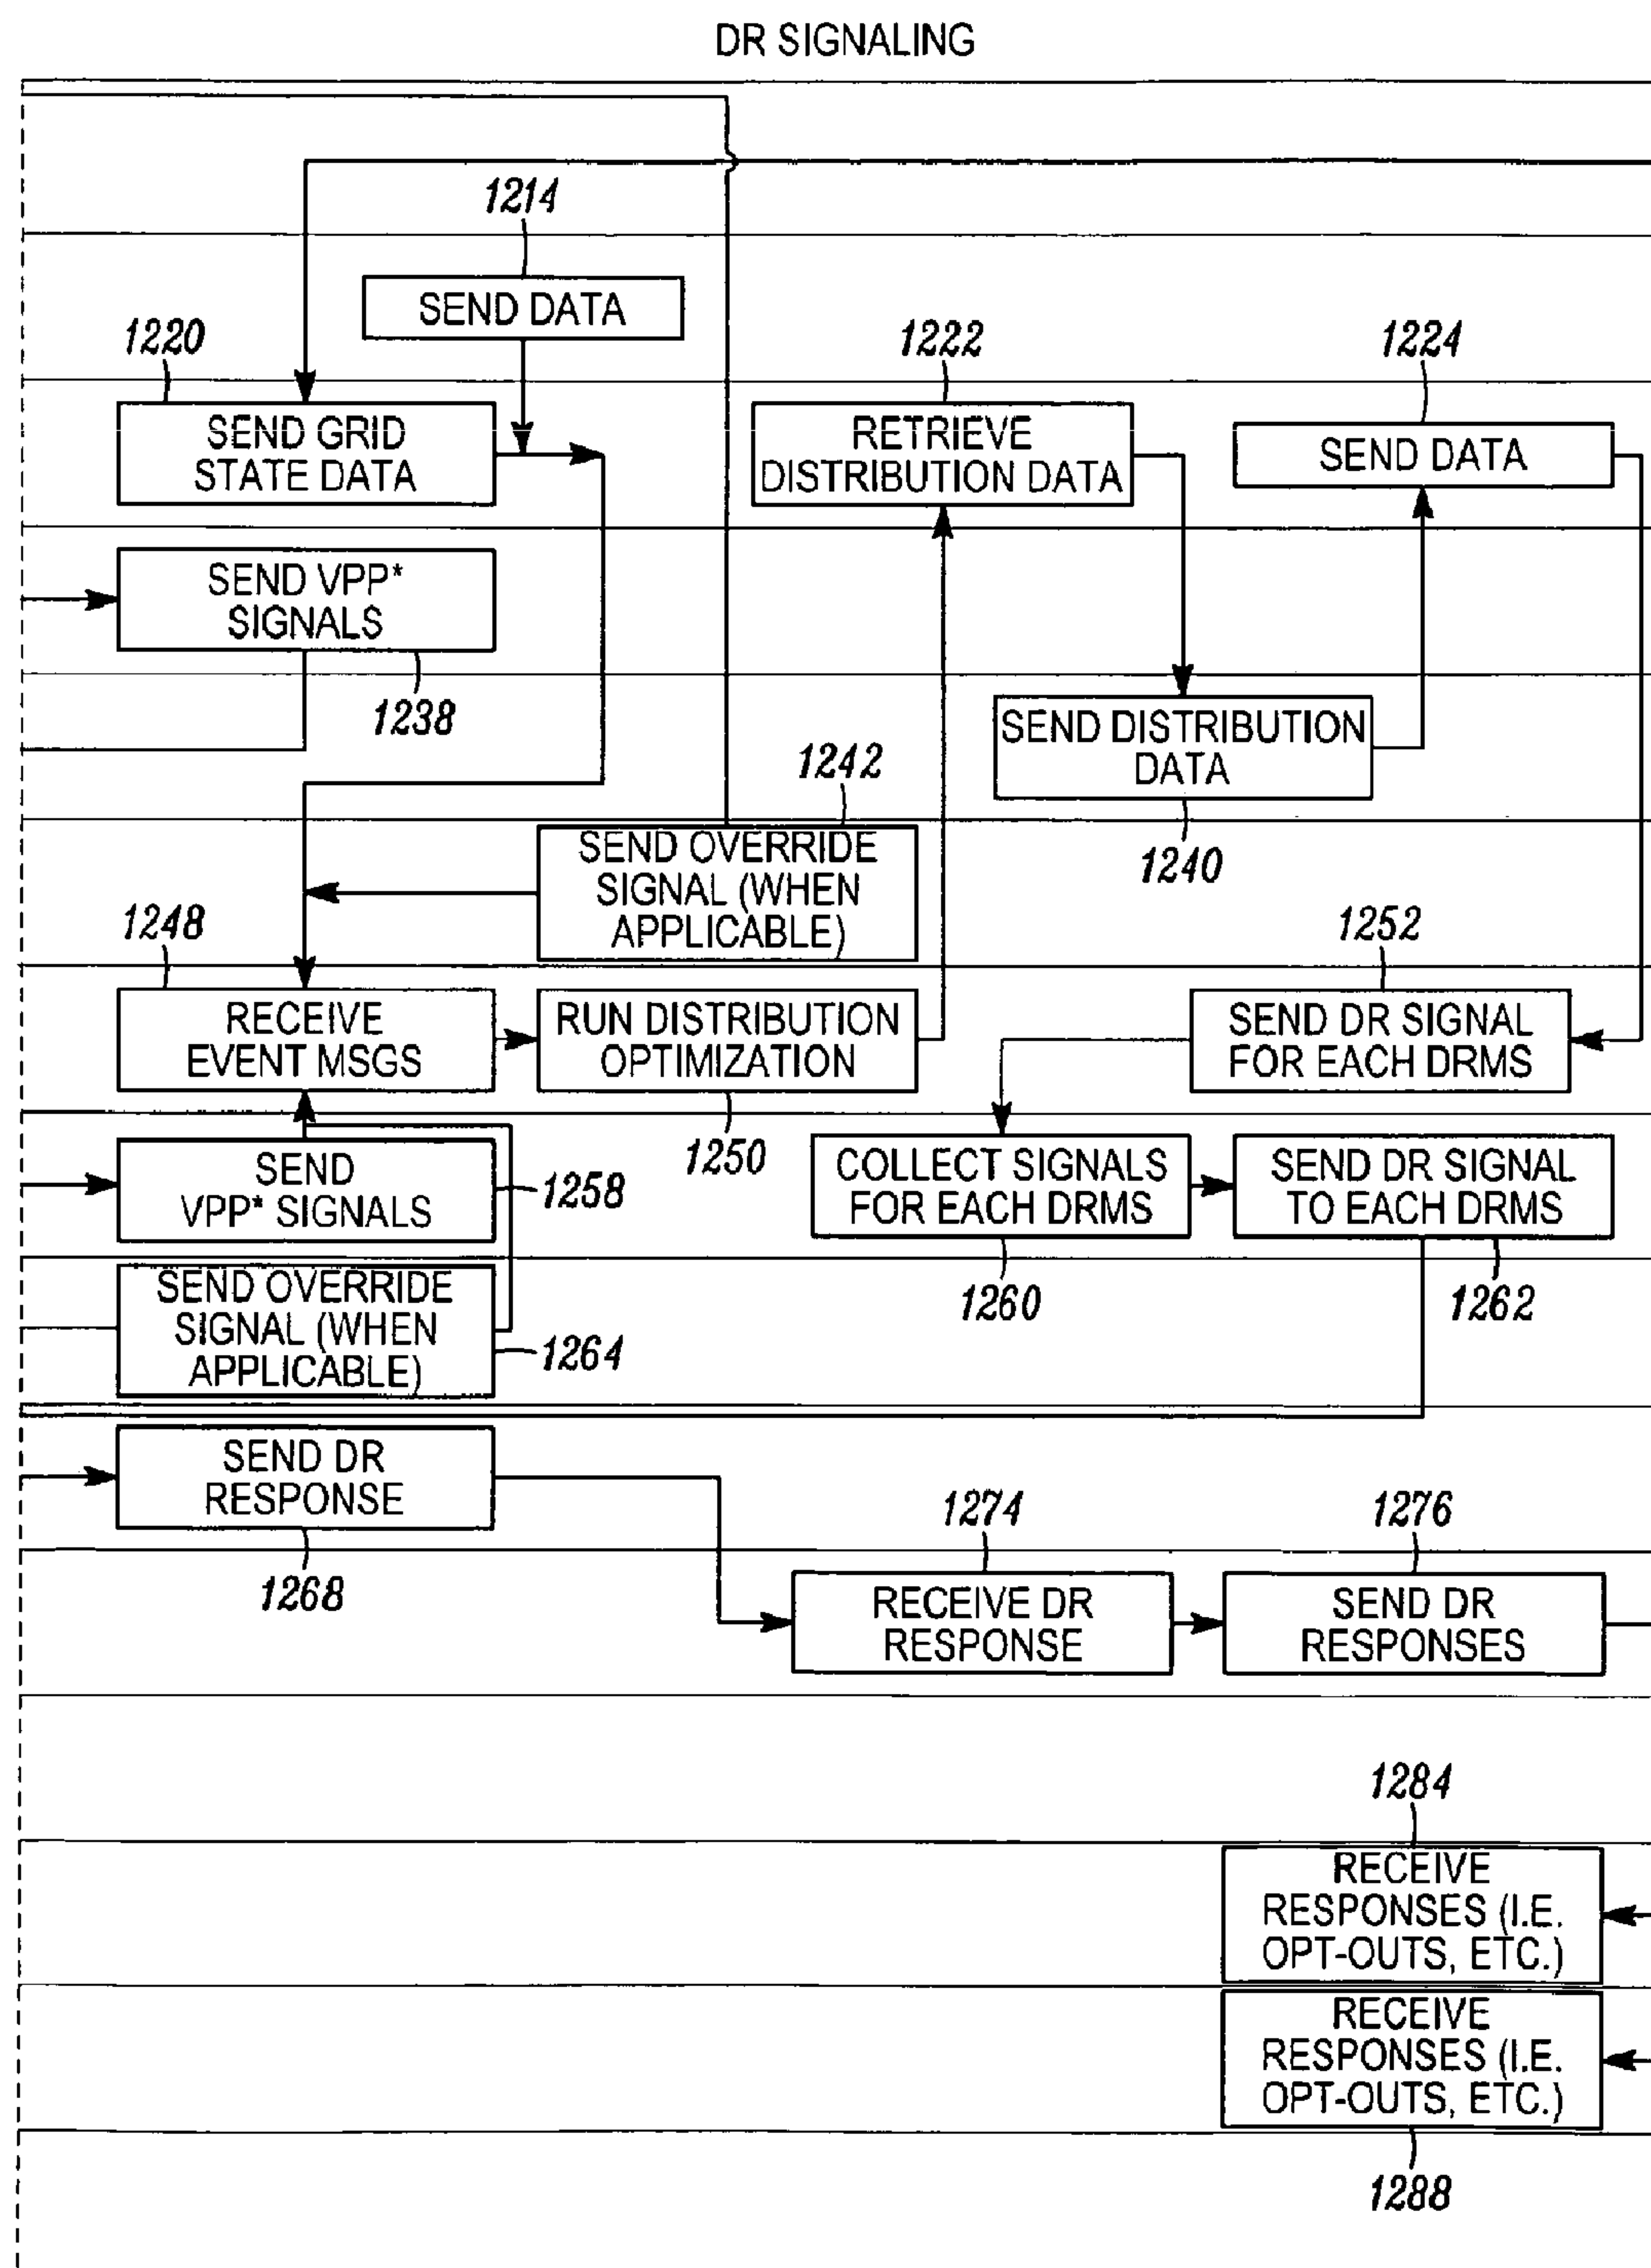 DR SIGNALING
1214
SEND DATA
1220
SEND GRID
STATE DATA
1222
RETRIEVE
DISTRIBUTION DATA
1224
SEND DATA
SEND VPP*
SIGNALS
1238
SEND DISTRIBUTION
DATA
1240
1242
SEND OVERRIDE
SIGNAL (WHEN
APPLICABLE)
1248
RECEIVE
EVENT MSGS
RUN DISTRIBUTION
OPTIMIZATION
1250
1252
SEND DR SIGNAL
FOR EACH DRMS
SEND
VPP* SIGNALS
1258
COLLECT SIGNALS
FOR EACH DRMS
1260
SEND DR SIGNAL
TO EACH DRMS
1262
SEND OVERRIDE
SIGNAL (WHEN
APPLICABLE)
1264
SEND DR
RESPONSE
1268
1274
RECEIVE DR
RESPONSE
1276
SEND DR
RESPONSES
1284
RECEIVE
RESPONSES (I.E.
OPT-OUTS, ETC.)
RECEIVE
RESPONSES (I.E.
OPT-OUTS, ETC.)
1288